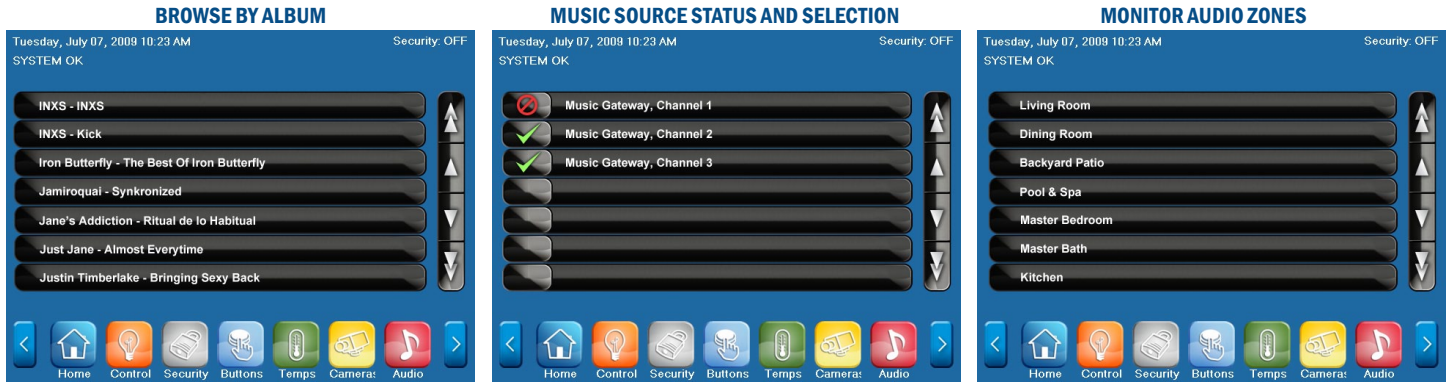 BROWSE BY ALBUM
Tuesday, July 07, 2009 10:23 AM Security: OFF
SYSTEM OK
INXS - INXS
INXS - Kick
Iron Butterfly - The Best Of Iron Butterfly
Jamiroquai - Synkronized
Jane's Addiction - Ritual de lo Habitual
Just Jane - Almost Everytime
Justin Timberlake - Bringing Sexy Back
Home Control Security Buttons Temps Cameras Audio
MUSIC SOURCE STATUS AND SELECTION
Tuesday, July 07, 2009 10:23 AM Security: OFF
SYSTEM OK
Music Gateway, Channel 1
Music Gateway, Channel 2
Music Gateway, Channel 3
Home Control Security Buttons Temps Cameras Audio
MONITOR AUDIO ZONES
Tuesday, July 07, 2009 10:23 AM Security: OFF
SYSTEM OK
Living Room
Dining Room
Backyard Patio
Pool & Spa
Master Bedroom
Master Bath
Kitchen
Home Control Security Buttons Temps Cameras Audio